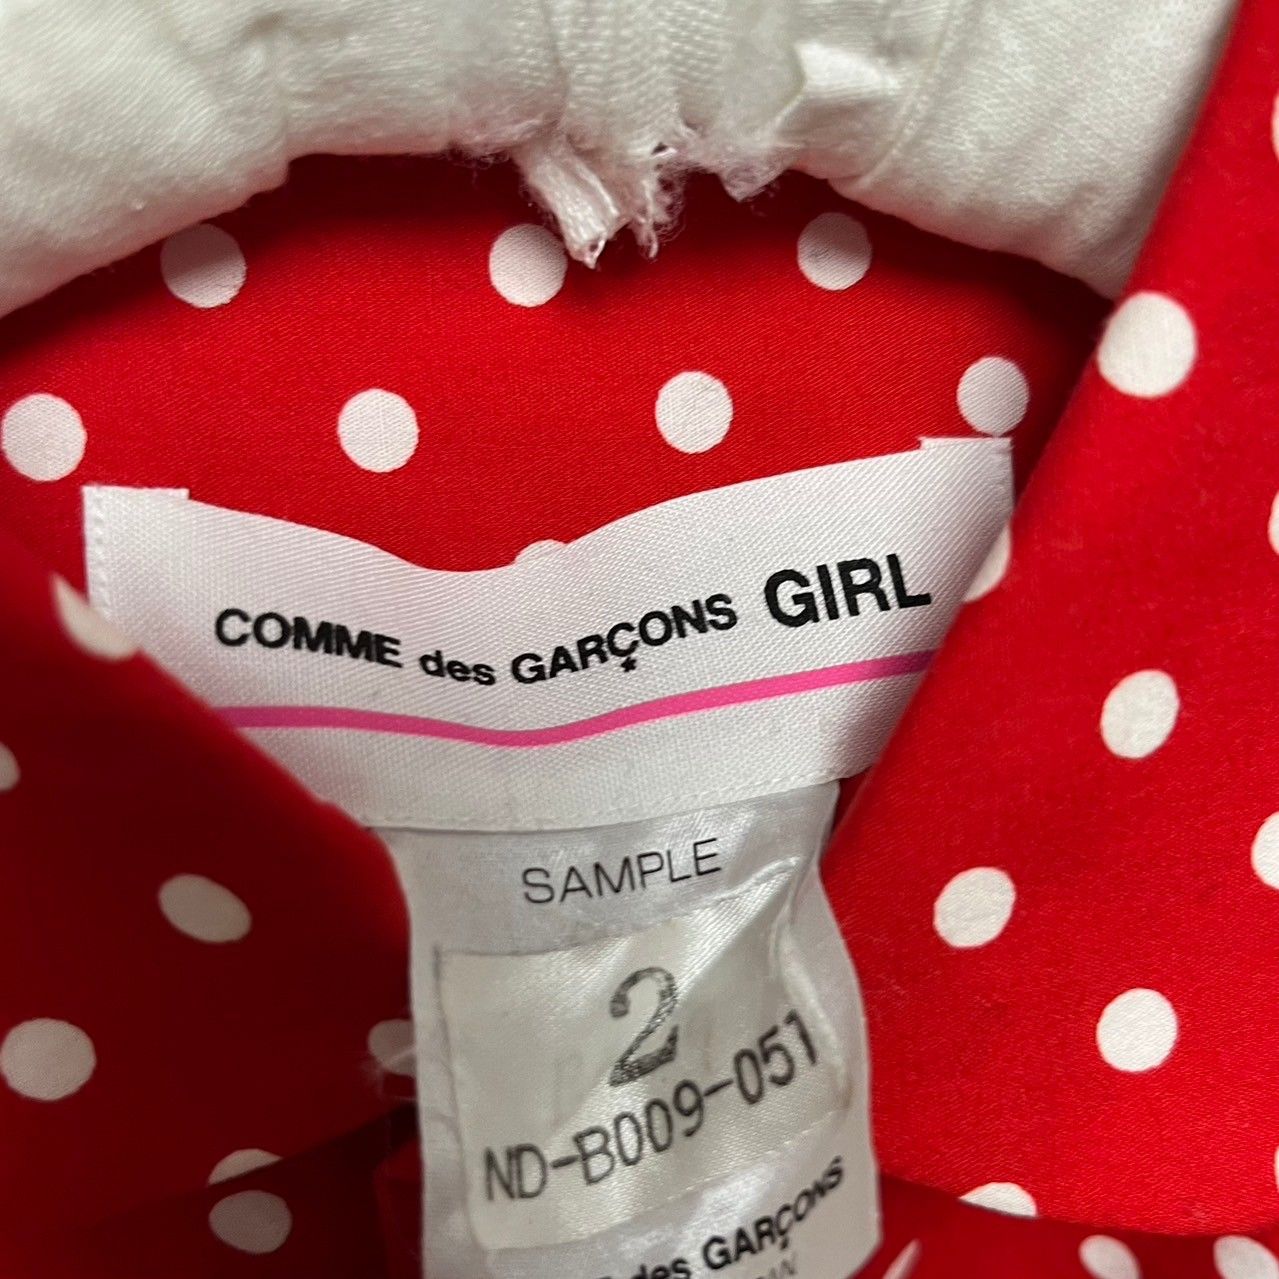 COMME des GARÇONS GIRL
SAMPLE
2
ND-B009-051
des GARÇONS